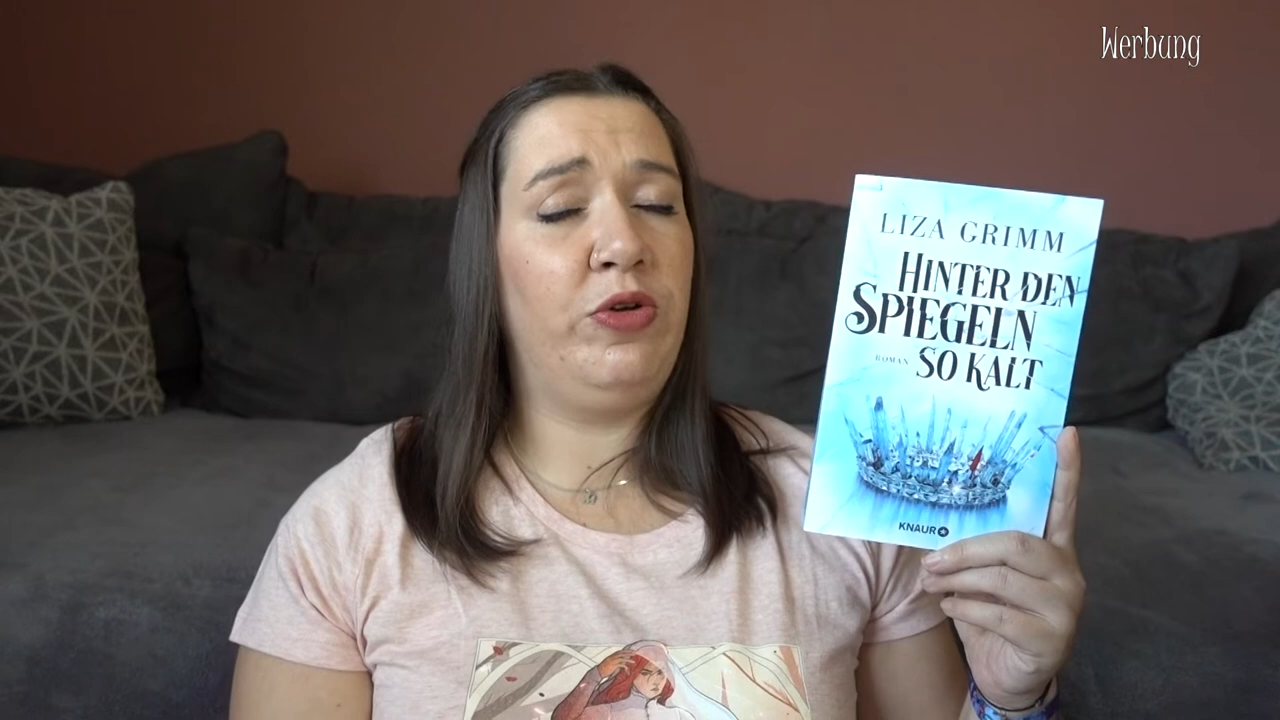 Werbung
LIZA GRIMM
HINTER DEN
SPIEGELN
ROMAN SO KALT
KNAUR